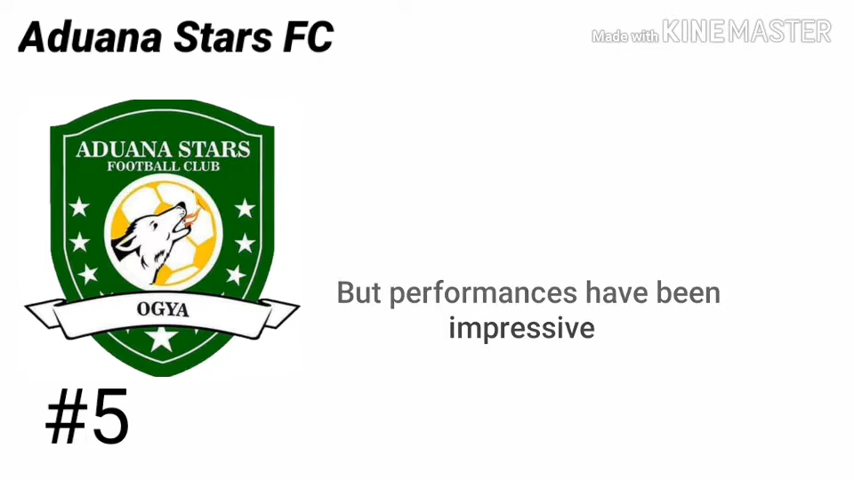 Aduana Stars FC
Made with KINEMASTER
ADUANA STARS
FOOTBALL CLUB
OGYA
But performances have been
impressive
#5